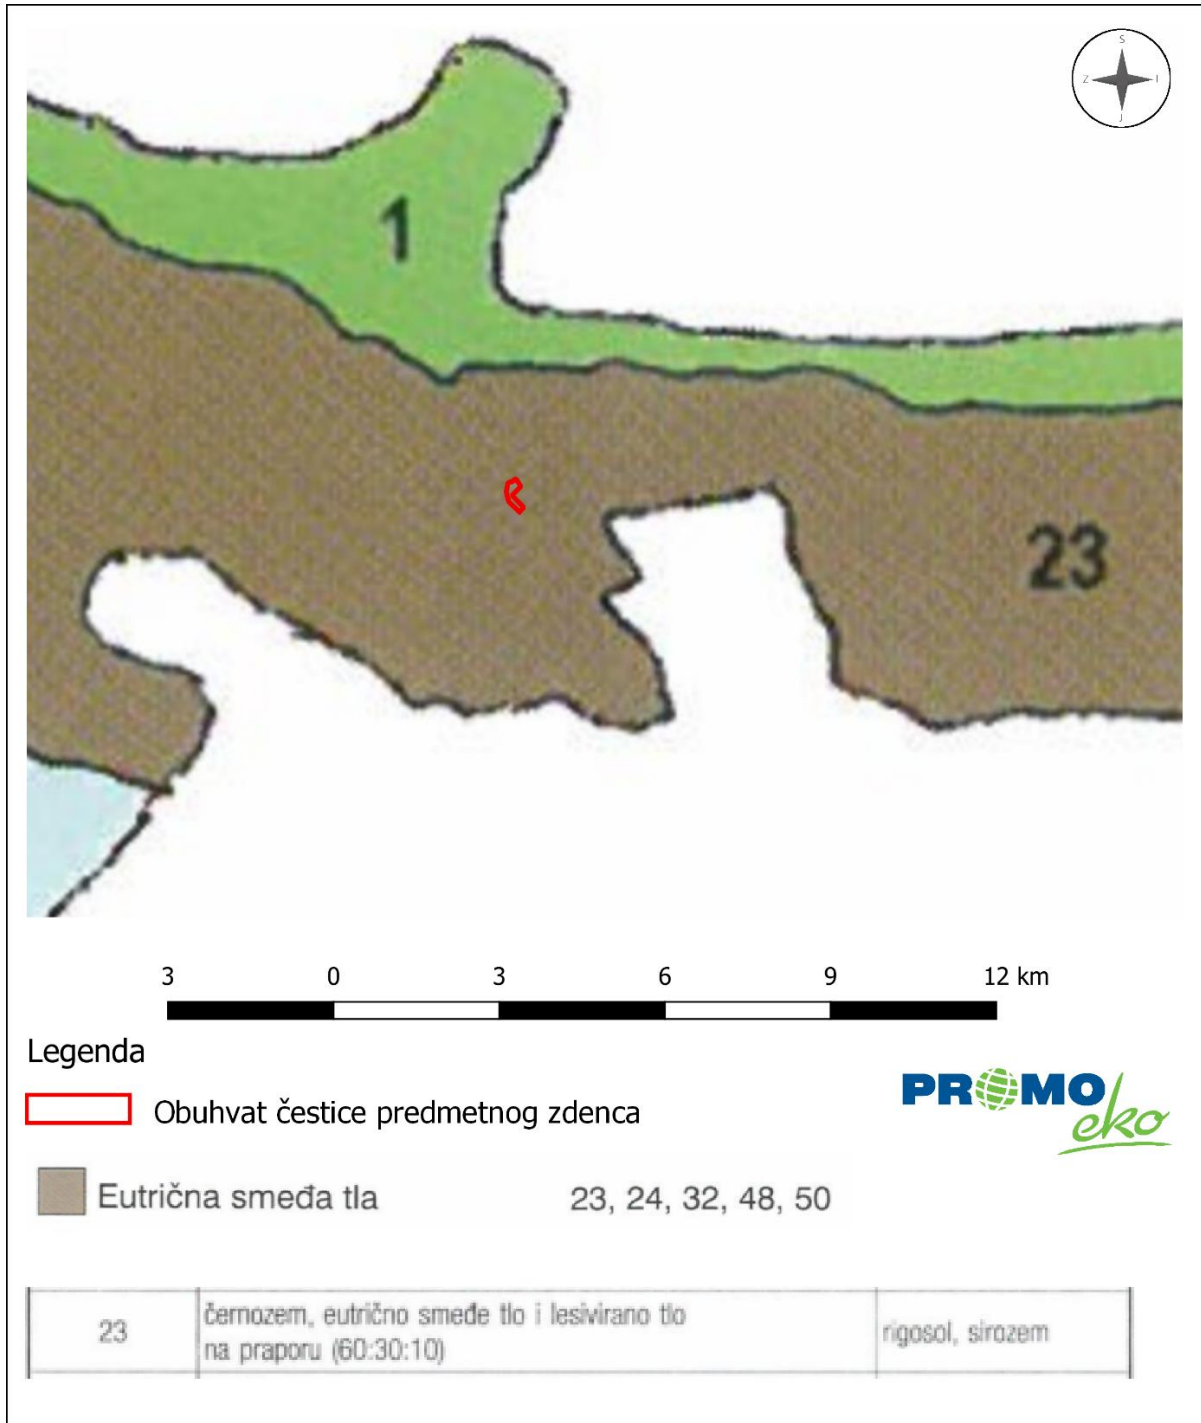 S
Z I
J
1
23
3 0 3 6 9 12 km
Legenda
PROMO
eko
Obuhvat čestice predmetnog zdenca
Eutrična smeđa tla 23, 24, 32, 48, 50
23 černozem, eutrično smeđe tlo i lesivirano tlo
na praporu (60:30:10) rigosol, sirozem